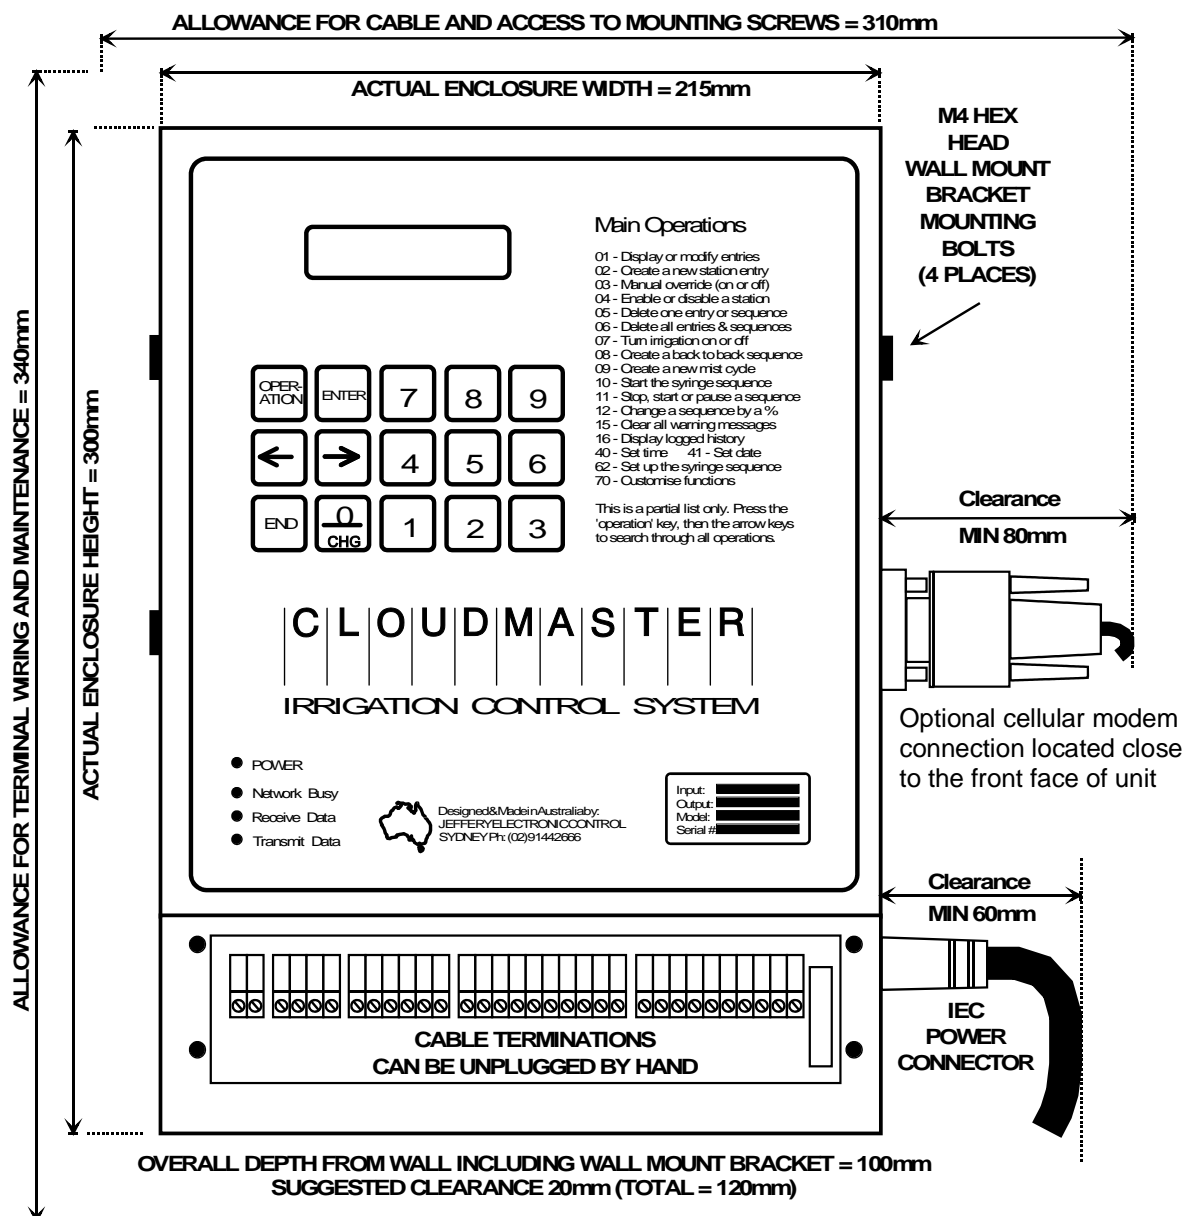 ALLOWANCE FOR CABLE AND ACCESS TO MOUNTING SCREWS = 310mm
ACTUAL ENCLOSURE WIDTH = 215mm
ALLOWANCE FOR TERMINAL WIRING AND MAINTENANCE = 340mm
ACTUAL ENCLOSURE HEIGHT = 300mm
M4 HEX
HEAD
WALL MOUNT
BRACKET
MOUNTING
BOLTS
(4 PLACES)
Main Operations
01 - Display or modify entries
02 - Create a new station entry
03 - Manual override (on or off)
04 - Enable or disable a station
05 - Delete one entry or sequence
06 - Delete all entries & sequences
07 - Turn irrigation on or off
08 - Create a back to back sequence
09 - Create a new mist cycle
10 - Start the syringe sequence
11 - Stop, start or pause a sequence
12 - Change a sequence by a %
15 - Clear all warning messages
16 - Display logged history
40 - Set time 41 - Set date
62 - Set up the syringe sequence
70 - Customise functions
This is a partial list only. Press the
'operation' key, then the arrow keys
to search through all operations.
OPER-
ATION ENTER 7 8 9
← → 4 5 6
END 0
CHG 1 2 3
Clearance
MIN 80mm
CLOUDMASTER
IRRIGATION CONTROL SYSTEM
Optional cellular modem
connection located close
to the front face of unit
POWER
Network Busy
Receive Data
Transmit Data
Designed&MadeinAustraliaby:
JEFFERYELECTRONICCONTROL
SYDNEY Ph: (02)91442666
Input:
Output:
Model:
Serial #:
Clearance
MIN 60mm
IEC
POWER
CONNECTOR
CABLE TERMINATIONS
CAN BE UNPLUGGED BY HAND
OVERALL DEPTH FROM WALL INCLUDING WALL MOUNT BRACKET = 100mm
SUGGESTED CLEARANCE 20mm (TOTAL = 120mm)